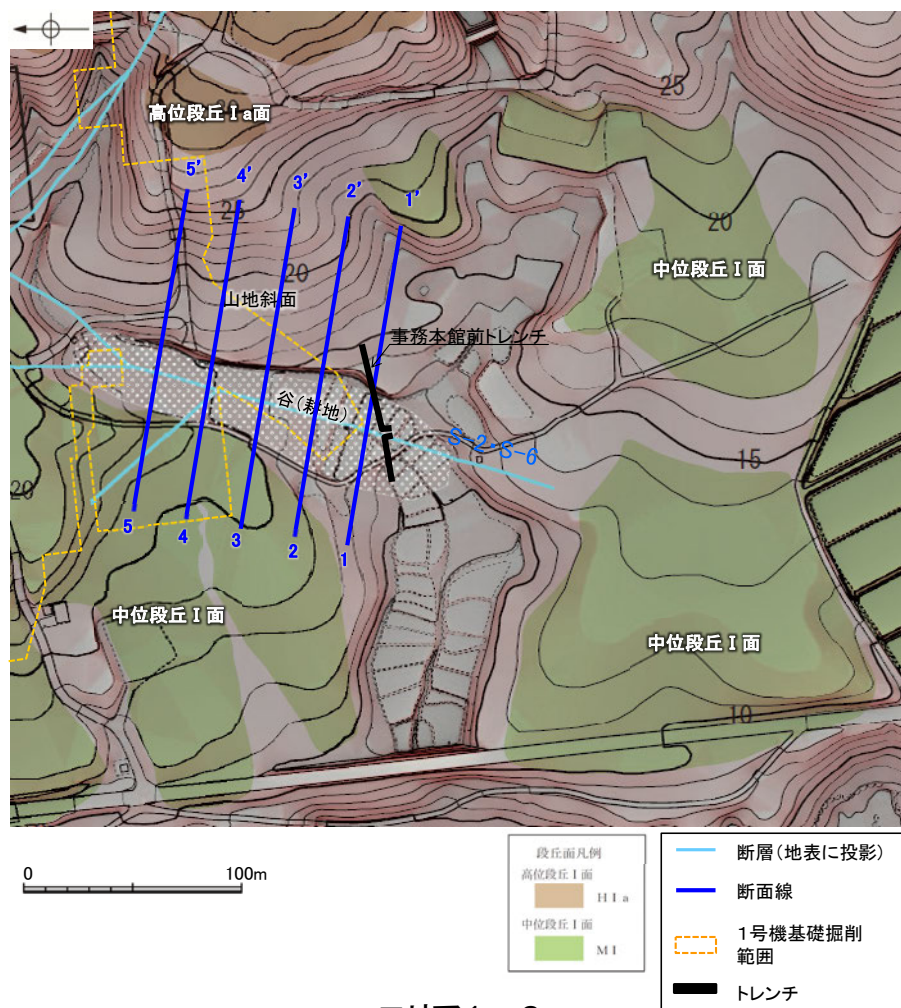 高位段丘Ⅰa面
25
5'
4'
3'
2'
1'
25
20
20
中位段丘Ⅰ面
山地斜面
事務本館前トレンチ
谷(耕地)
S-2・S-6
15
20
5
4
3
2
1
中位段丘Ⅰ面
中位段丘Ⅰ面
10
0
100m
段丘面凡例
高位段丘Ⅰ面
HⅠa
中位段丘Ⅰ面
MⅠ
断層(地表に投影)
断面線
1号機基礎掘削
範囲
トレンチ